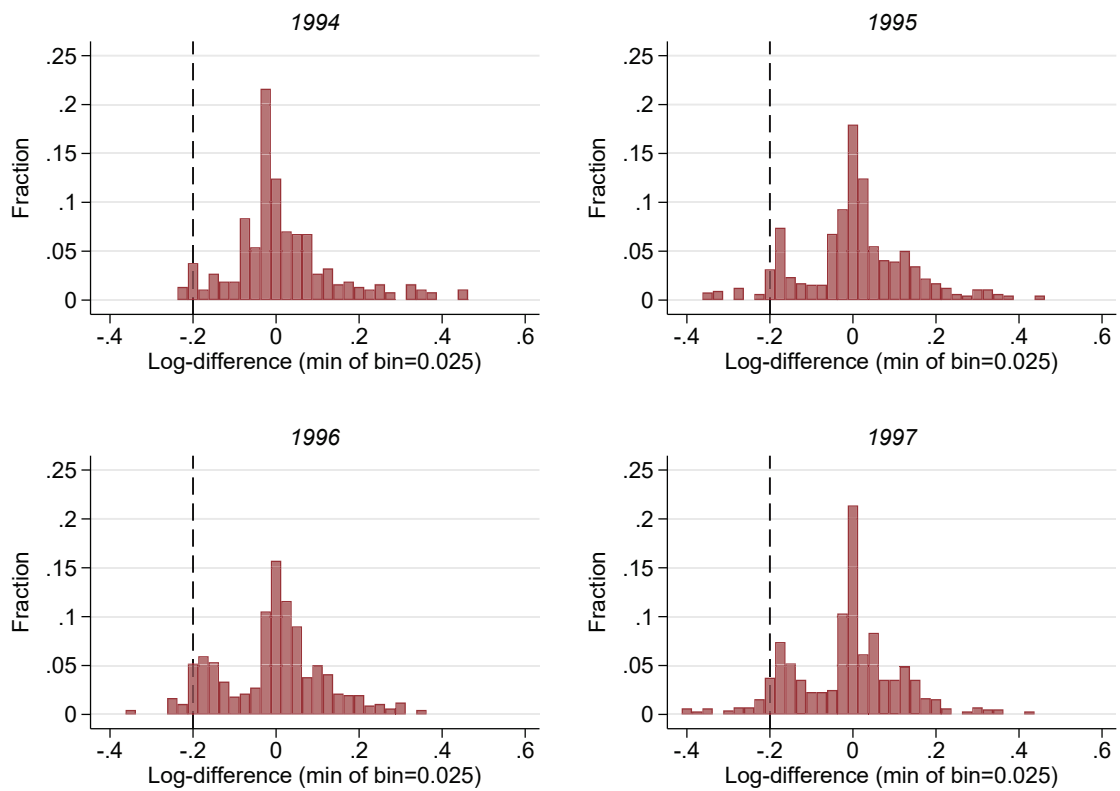 1994
.25
.2
.15
.1
.05
0
Fraction
-.4 -.2 0 .2 .4 .6
Log-difference (min of bin=0.025)
1995
.25
.2
.15
.1
.05
0
Fraction
-.4 -.2 0 .2 .4 .6
Log-difference (min of bin=0.025)
1996
.25
.2
.15
.1
.05
0
Fraction
-.4 -.2 0 .2 .4 .6
Log-difference (min of bin=0.025)
1997
.25
.2
.15
.1
.05
0
Fraction
-.4 -.2 0 .2 .4 .6
Log-difference (min of bin=0.025)